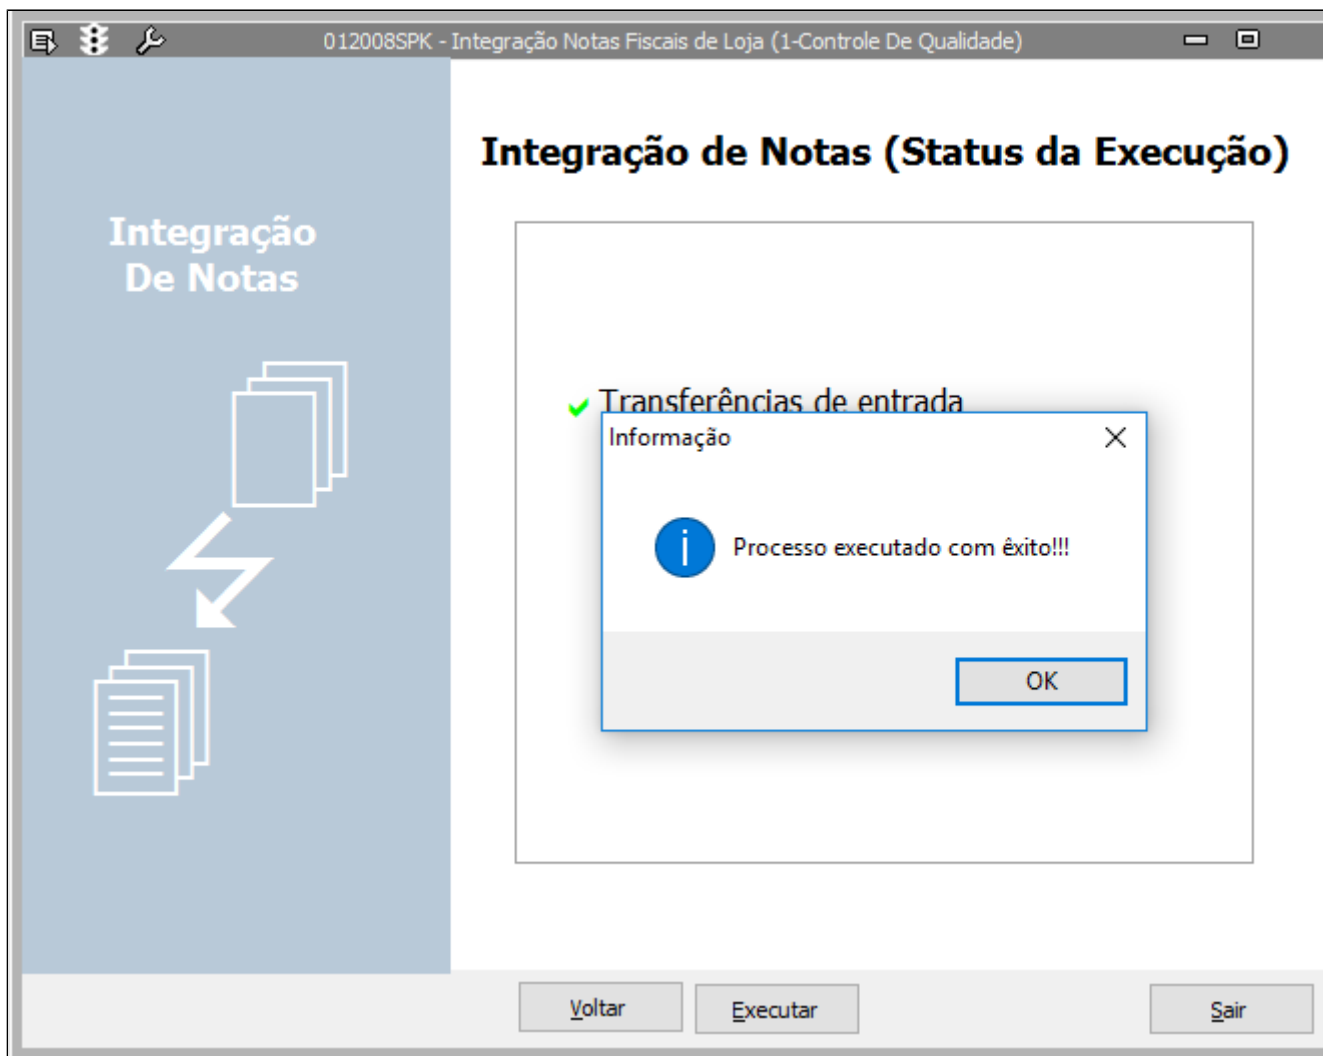 012008SPK - Integração Notas Fiscais de Loja (1-Controle De Qualidade)
Integração de Notas (Status da Execução)
Integração
De Notas
Transferências de entrada
Informação
Processo executado com êxito!!!
OK
Voltar
Executar
Sair